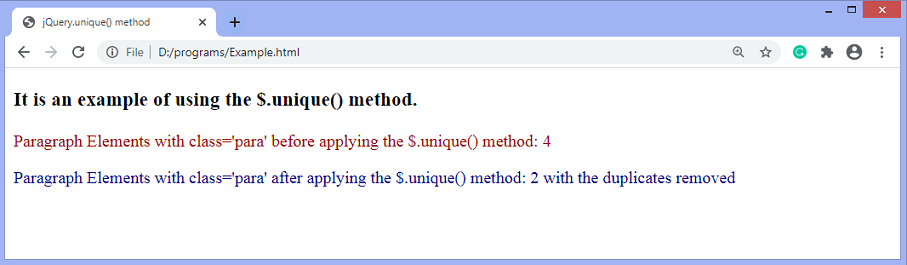 jQuery.unique() method
File | D:/programs/Example.html
It is an example of using the $.unique() method.
Paragraph Elements with class='para' before applying the $.unique() method: 4
Paragraph Elements with class='para' after applying the $.unique() method: 2 with the duplicates removed